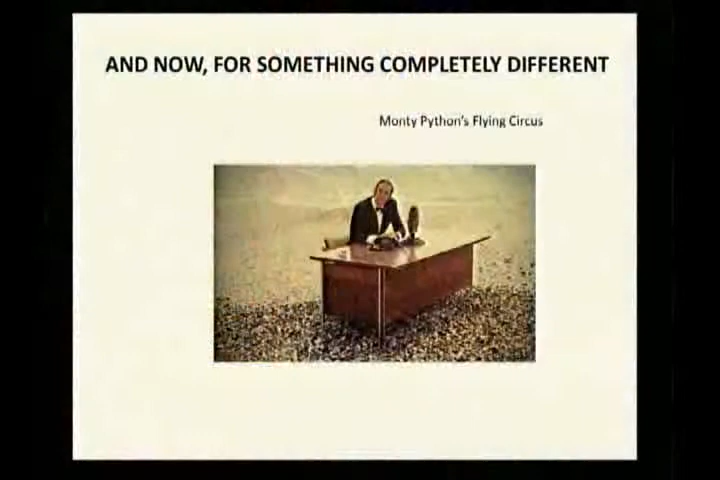 AND NOW, FOR SOMETHING COMPLETELY DIFFERENT
Monty Python's Flying Circus